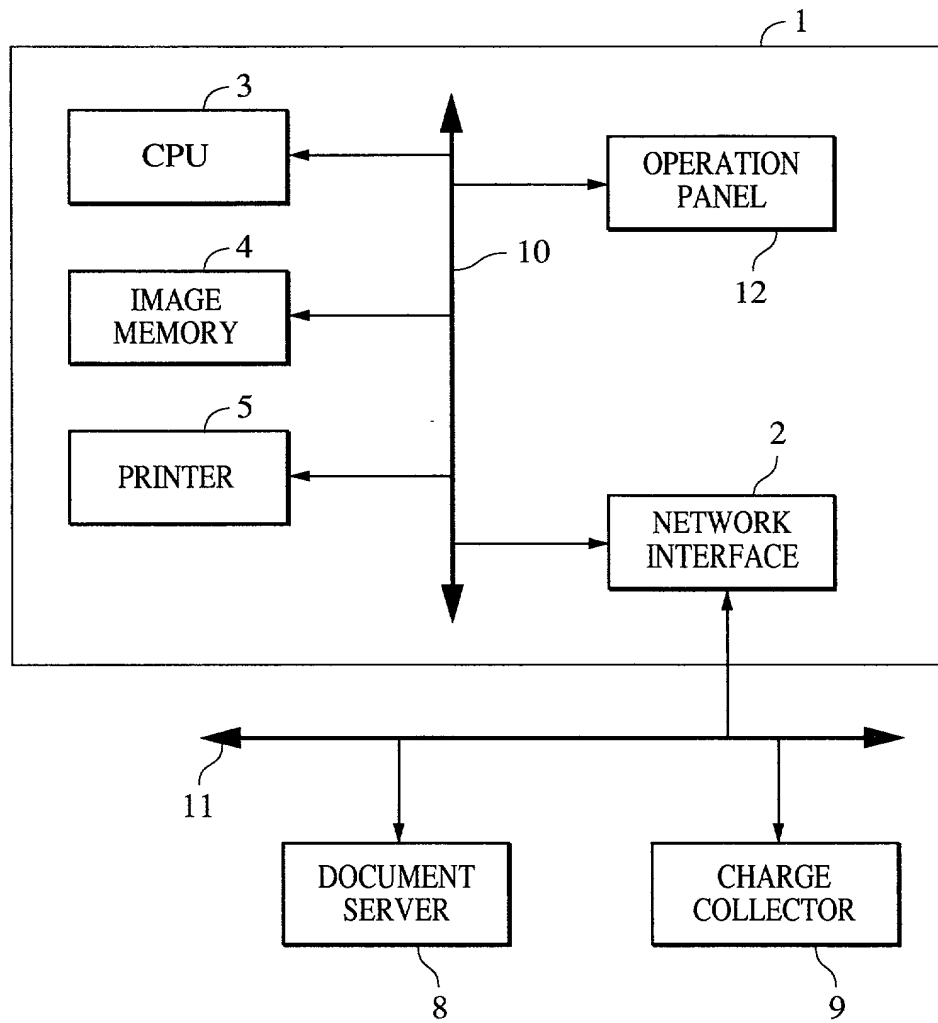 1
3
CPU
OPERATION
PANEL
12
10
4
IMAGE
MEMORY
5
PRINTER
2
NETWORK
INTERFACE
11
DOCUMENT
SERVER
8
CHARGE
COLLECTOR
9